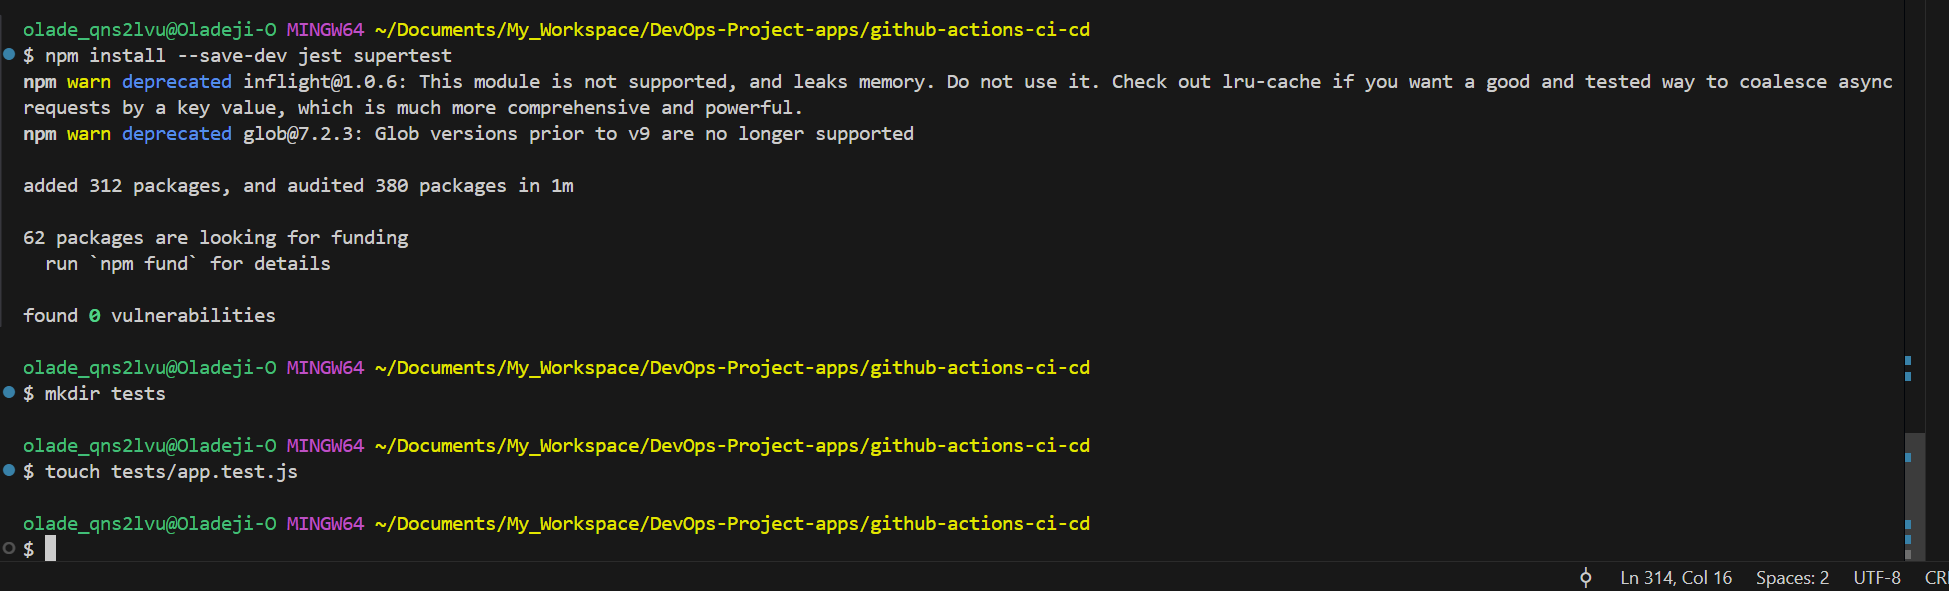 olade_qns2lvu@Oladeji-O MINGW64 ~/Documents/My_Workspace/DevOps-Project-apps/github-actions-ci-cd
$ npm install --save-dev jest supertest
npm warn deprecated inflight@1.0.6: This module is not supported, and leaks memory. Do not use it. Check out lru-cache if you want a good and tested way to coalesce async
requests by a key value, which is much more comprehensive and powerful.
npm warn deprecated glob@7.2.3: Glob versions prior to v9 are no longer supported
added 312 packages, and audited 380 packages in 1m
62 packages are looking for funding
  run `npm fund` for details
found 0 vulnerabilities
olade_qns2lvu@Oladeji-O MINGW64 ~/Documents/My_Workspace/DevOps-Project-apps/github-actions-ci-cd
$ mkdir tests
olade_qns2lvu@Oladeji-O MINGW64 ~/Documents/My_Workspace/DevOps-Project-apps/github-actions-ci-cd
$ touch tests/app.test.js
olade_qns2lvu@Oladeji-O MINGW64 ~/Documents/My_Workspace/DevOps-Project-apps/github-actions-ci-cd
$
Ln 314, Col 16 Spaces: 2 UTF-8